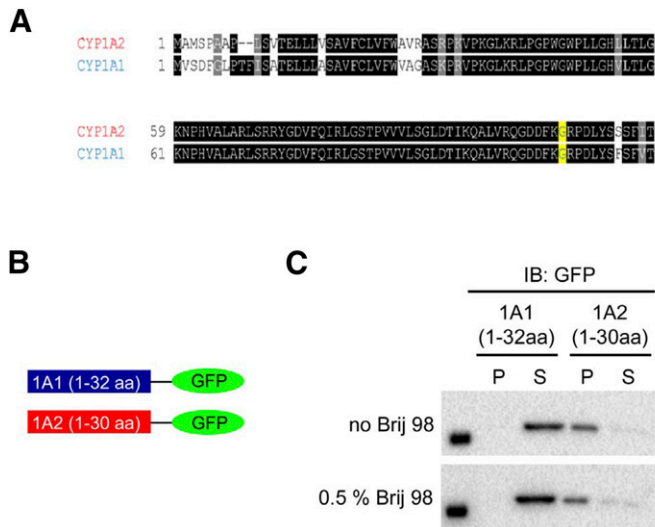 A
CYP1A2 1 MAMSPAAP--LSVTELLLVSAVFCLVFWAVRASRPKVPKGLKRLPGPWGWPLLGHLLTLG
CYP1A1 1 MVSDFGLPTFISATELLLASAVFCLVFWVAGASKPRVPKGLKRLPGPWGWPLLGHVLTLG
CYP1A2 59 KNPHVALARLSRRYGDVFQIRLGSTPVVVLSGLDTIKQALVRQGDDFKGRPDLYSSSFIT
CYP1A1 61 KNPHVALARLSRRYGDVFQIRLGSTPVVVLSGLDTIKQALVRQGDDFKGRPDLYSFSFVT
B
1A1 (1-32 aa) GFP
1A2 (1-30 aa) GFP
C
IB: GFP
1A1 1A2
(1-32aa) (1-30aa)
P S P S
no Brij 98
0.5 % Brij 98